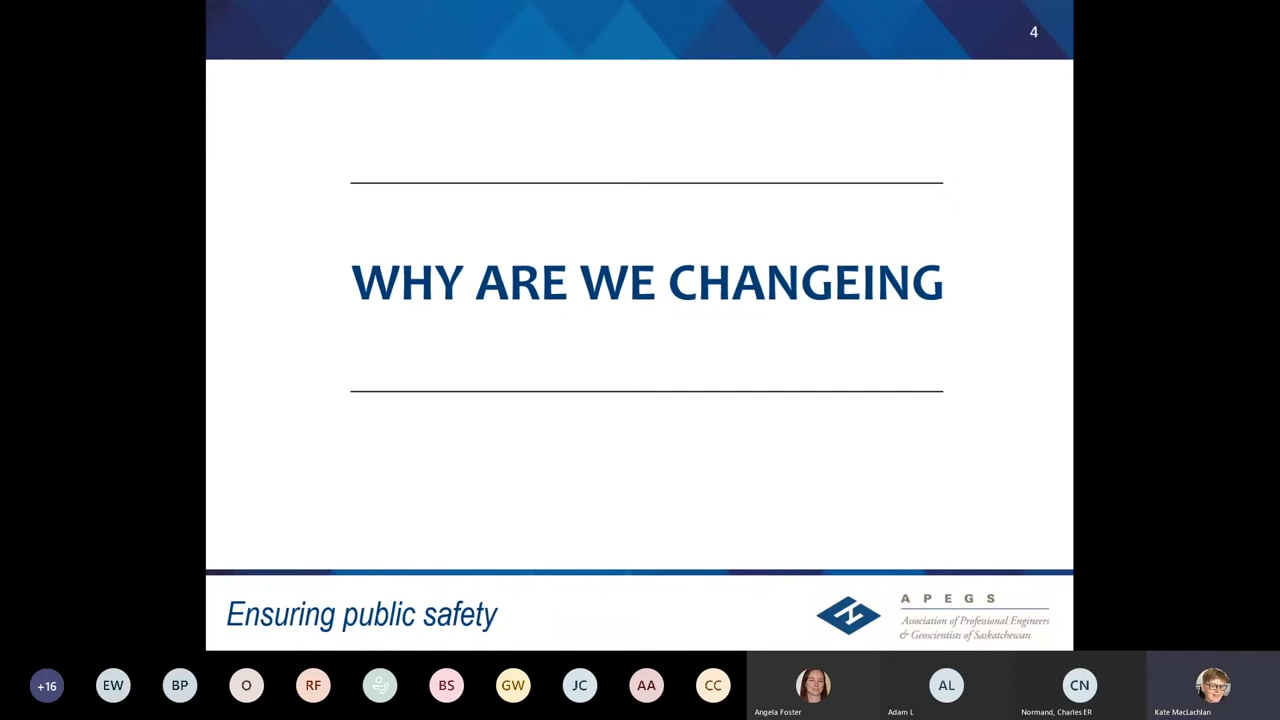 4
WHY ARE WE CHANGEING
Ensuring public safety
A P E G S
Association of Professional Engineers
& Geoscientists of Saskatchewan
+16
EW
BP
O
RF
BS
GW
JC
AA
CC
Angela Foster
AL
Adam L
CN
Normand, Charles ER
Kate MacLachlan